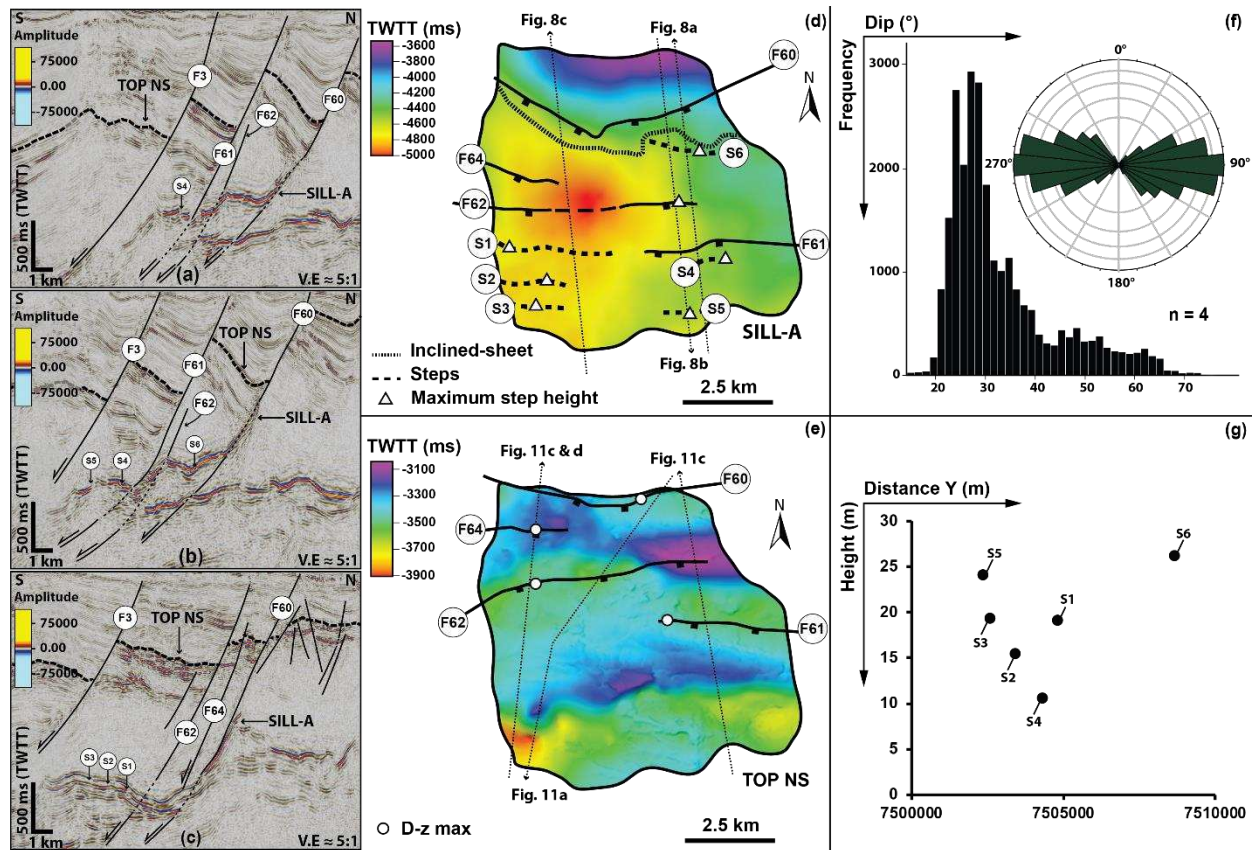 S
N
Amplitude
75000
0.00
-75000
TOP NS
F3
F62
F60
F61
S4
SILL-A
500 ms (TWTT)
1 km
(a)
V.E ≈ 5:1
S
N
Amplitude
75000
0.00
-75000
F60
TOP NS
F3
F61
F62
SILL-A
S6
S5
S4
500 ms (TWTT)
1 km
(b)
V.E ≈ 5:1
S
N
Amplitude
75000
0.00
-75000
F3
TOP NS
F60
F64
F62
SILL-A
S3
S2
S1
500 ms (TWTT)
1 km
(c)
V.E ≈ 5:1
(d)
TWTT (ms)
-3600
-3800
-4000
-4200
-4400
-4600
-4800
-5000
Fig. 8c
Fig. 8a
F60
N
S6
F64
F62
S1
F61
S2
S4
S3
S5
SILL-A
Fig. 8b
Inclined-sheet
Steps
Maximum step height
2.5 km
(e)
TWTT (ms)
-3100
-3300
-3500
-3700
-3900
Fig. 11c & d
Fig. 11c
F60
N
F64
F62
F61
TOP NS
Fig. 11a
D-z max
2.5 km
Dip (°)
(f)
Frequency
3000
2000
1000
0
20
30
40
50
60
70
0°
270°
90°
180°
n = 4
(g)
Distance Y (m)
Height (m)
30
25
20
15
10
5
0
S5
S6
S3
S1
S2
S4
7500000
7505000
7510000